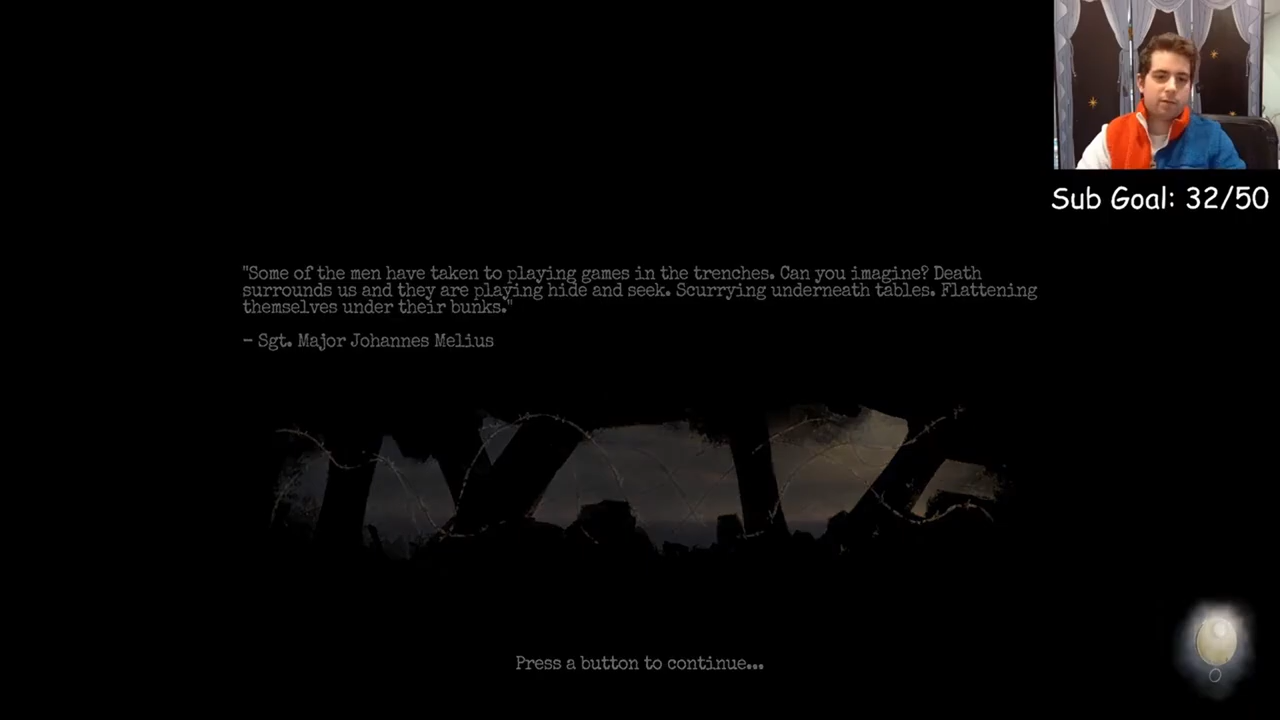 Sub Goal: 32/50
"Some of the men have taken to playing games in the trenches. Can you imagine? Death
surrounds us and they are playing hide and seek. Scurrying underneath tables. Flattening
themselves under their bunks."
- Sgt. Major Johannes Melius
Press a button to continue...